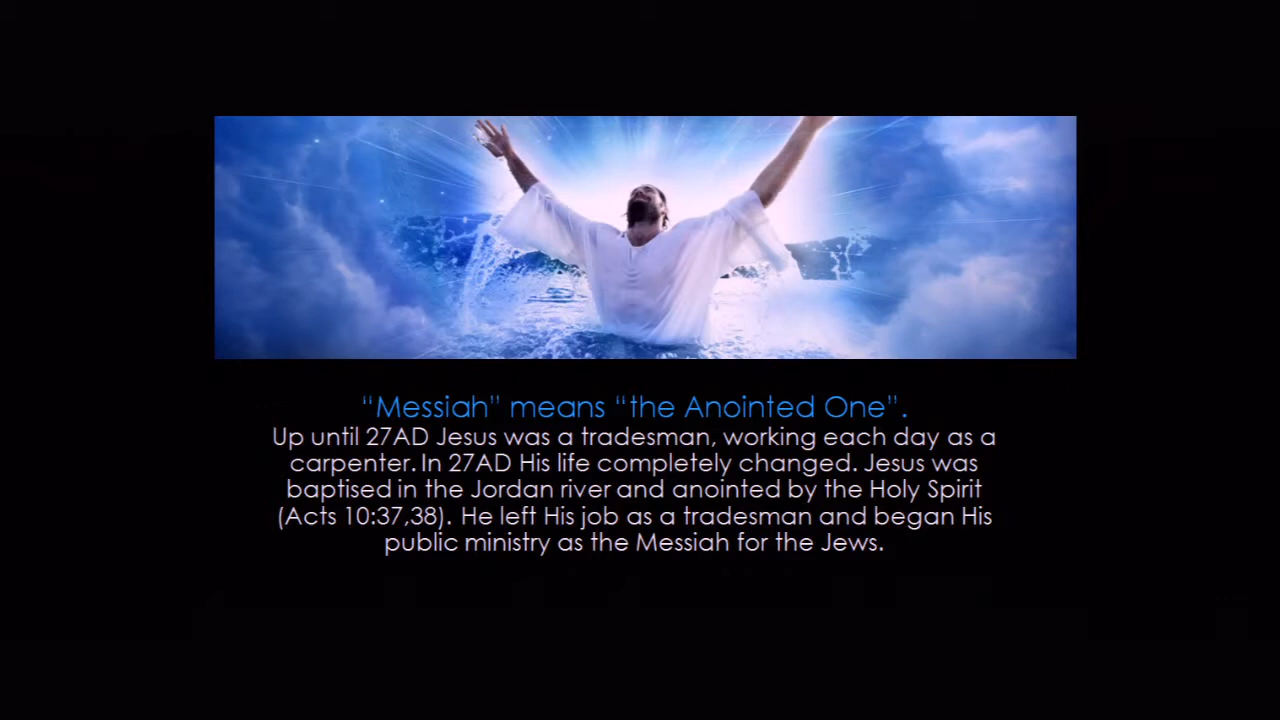 “Messiah” means “the Anointed One”.
Up until 27AD Jesus was a tradesman, working each day as a
carpenter. In 27AD His life completely changed. Jesus was
baptised in the Jordan river and anointed by the Holy Spirit
(Acts 10:37,38). He left His job as a tradesman and began His
public ministry as the Messiah for the Jews.